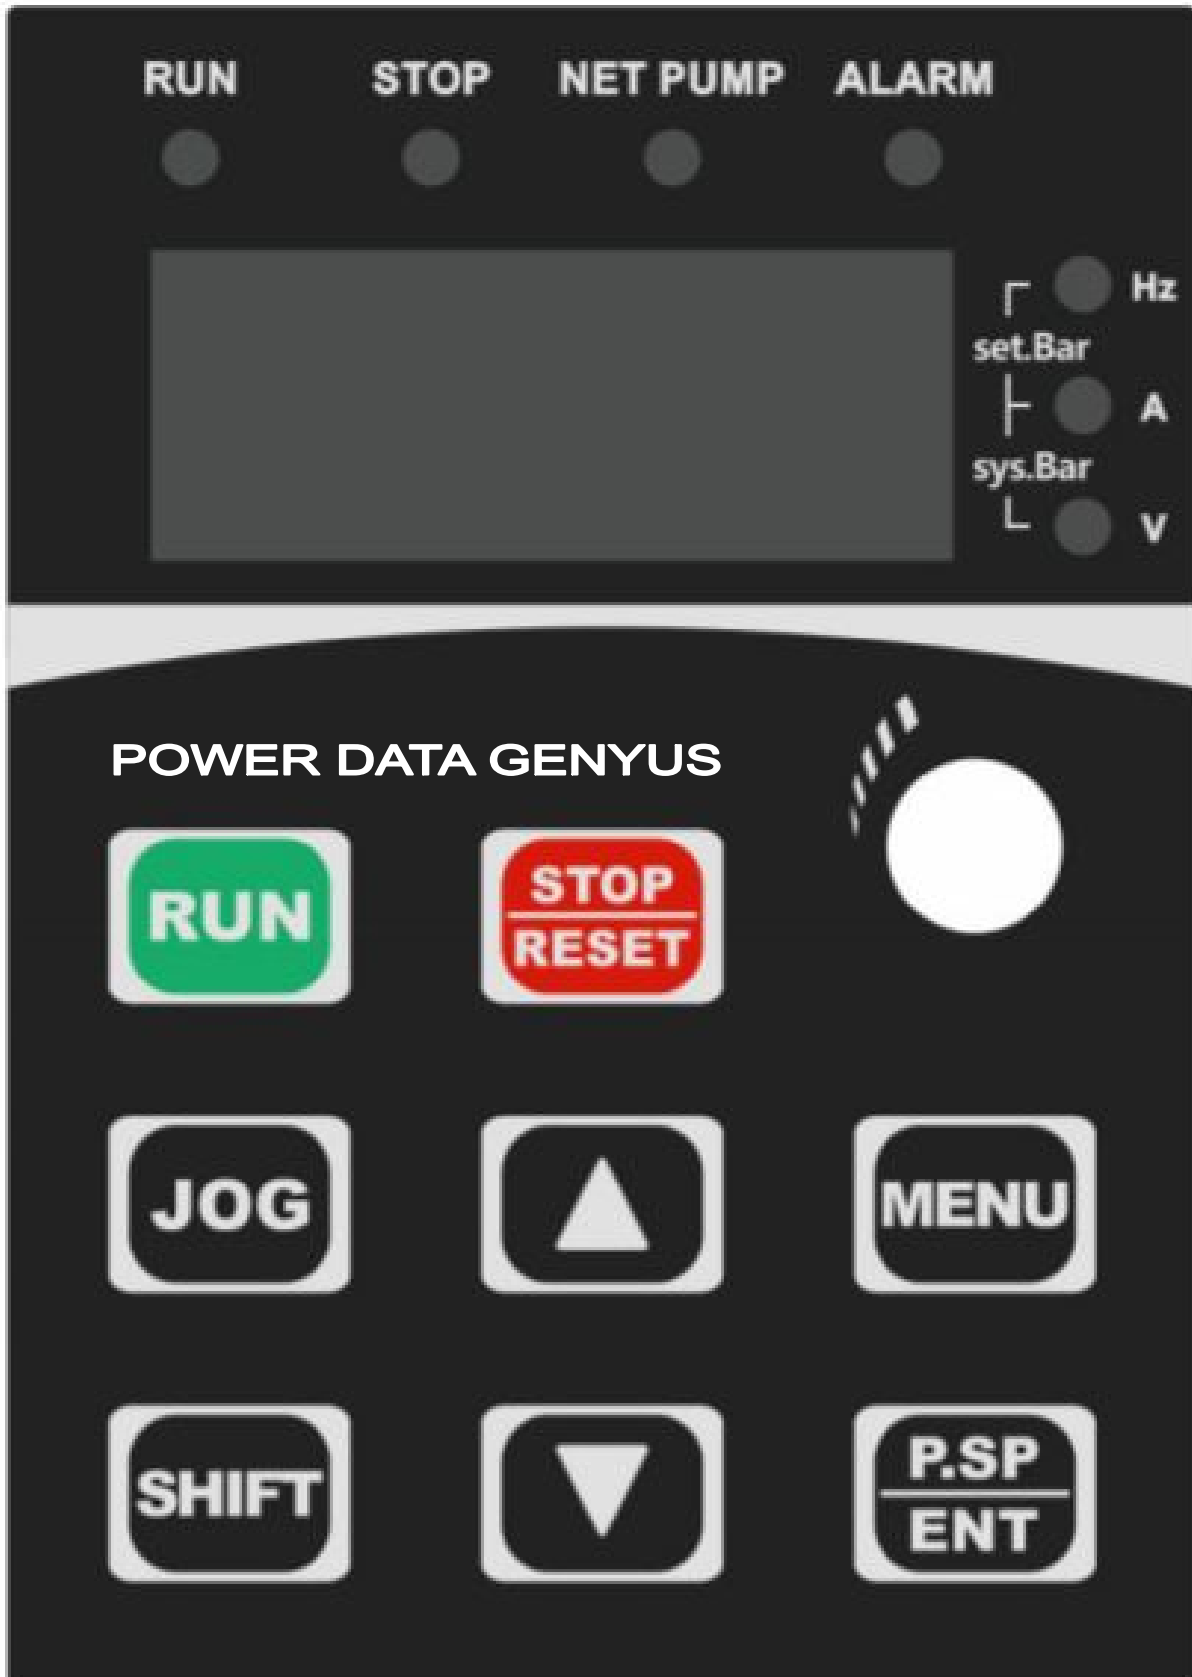 RUN STOP NET PUMP ALARM
Hz
set.Bar
A
sys.Bar
V
POWER DATA GENYUS
RUN
STOP
RESET
JOG
MENU
SHIFT
P.SP
ENT